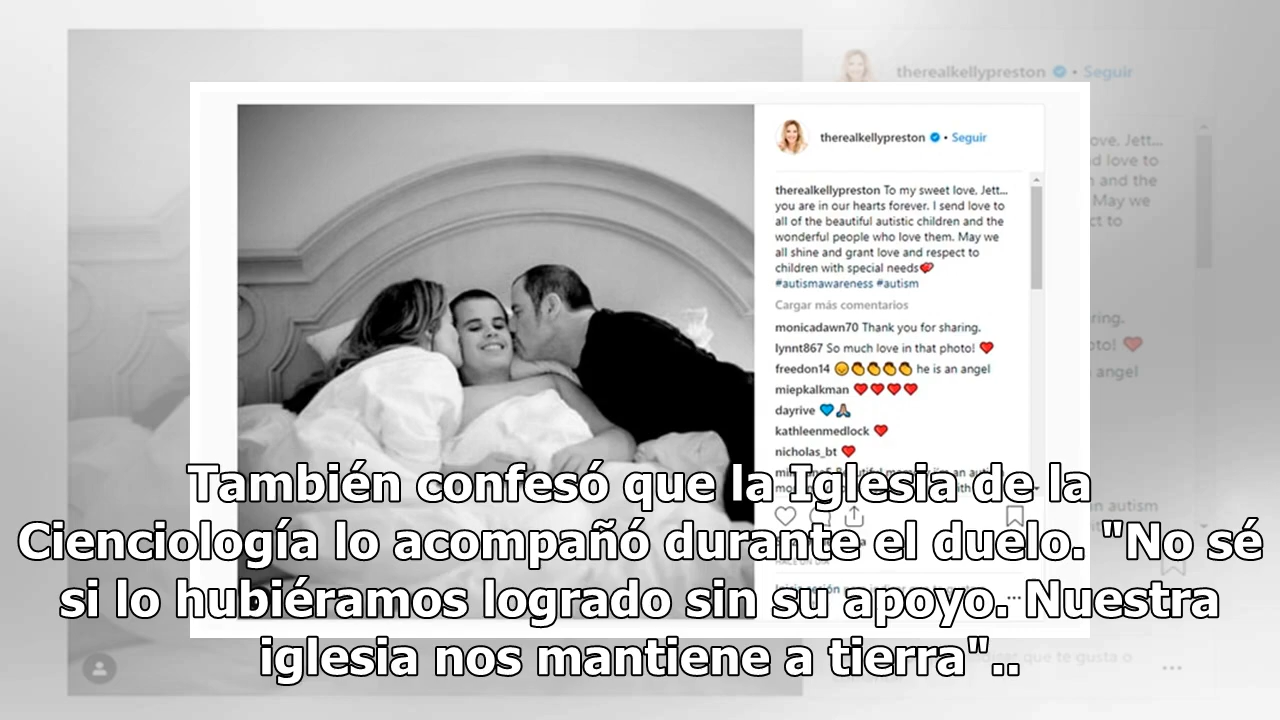 therealkellypreston • Seguir
therealkellypreston • Seguir
therealkellypreston To my sweet love, Jett...
you are in our hearts forever. I send love to
all of the beautiful autistic children and the
wonderful people who love them. May we
all shine and grant love and respect to
children with special needs💕
#autismawareness #autism
Cargar más comentarios
monicadawn70 Thank you for sharing.
lynnt867 So much love in that photo! ❤
freedon14 😊👏👏👏👏 he is an angel
miepkalkman ❤❤❤❤
dayrive 💙🙏
kathleenmedlock ❤
nicholas_bt ❤
También confesó que la Iglesia de la
Cienciología lo acompañó durante el duelo. "No sé
si lo hubiéramos logrado sin su apoyo. Nuestra
iglesia nos mantiene a tierra"..